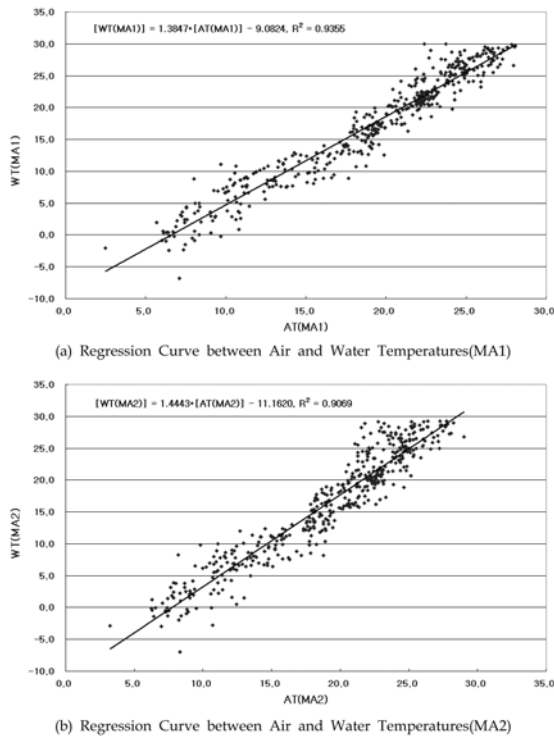 [WT(MA1)] = 1.3847•[AT(MA1)] - 9.0824, R² = 0.9355
35,0
30,0
25,0
20,0
15,0
10,0
5,0
0,0
-5,0
-10,0
WT(MA1)
0,0 5,0 10,0 15,0 20,0 25,0 30,0
AT(MA1)
(a) Regression Curve between Air and Water Temperatures(MA1)
[WT(MA2)] = 1.4443•[AT(MA2)] - 11.1620, R² = 0.9069
35,0
30,0
25,0
20,0
15,0
10,0
5,0
0,0
-5,0
-10,0
WT(MA2)
0,0 5,0 10,0 15,0 20,0 25,0 30,0 35,0
AT(MA2)
(b) Regression Curve between Air and Water Temperatures(MA2)